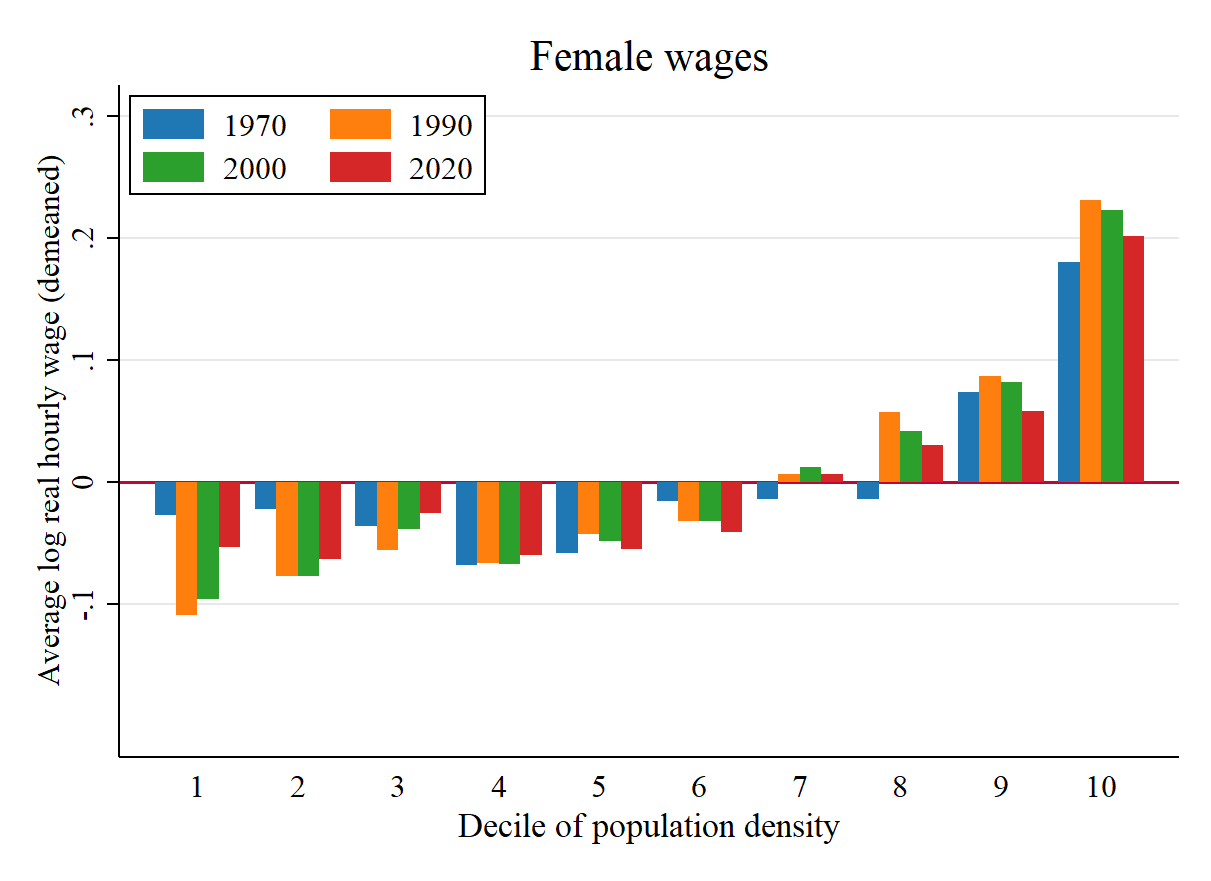 Female wages
1970 1990
2000 2020
Average log real hourly wage (demeaned)
.3
.2
.1
0
-.1
1 2 3 4 5 6 7 8 9 10
Decile of population density